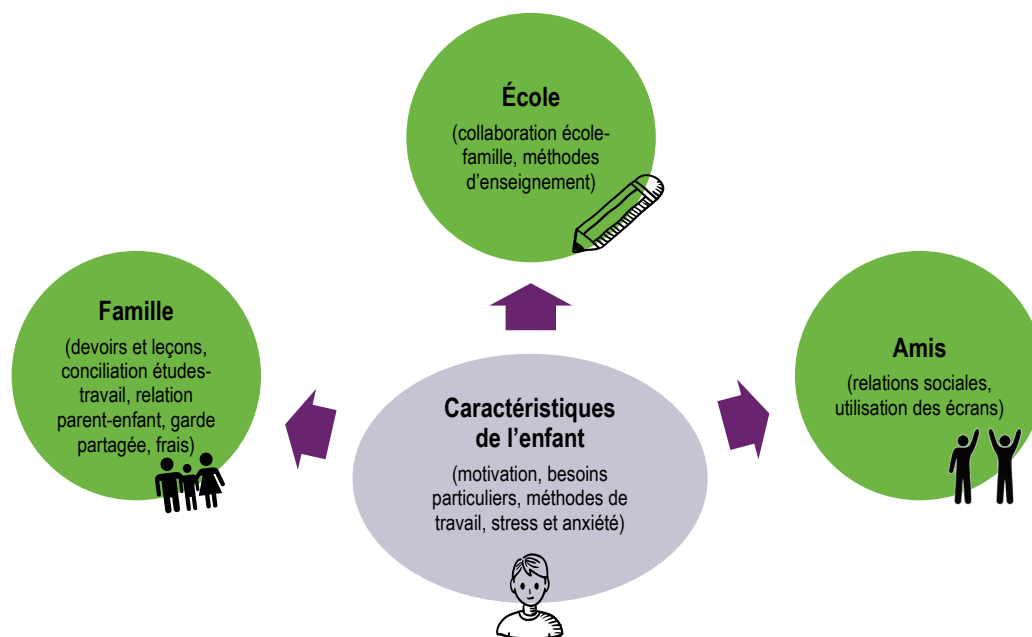 École
(collaboration école-
famille, méthodes
d'enseignement)
Famille
(devoirs et leçons,
conciliation études-
travail, relation
parent-enfant, garde
partagée, frais)
Amis
(relations sociales,
utilisation des écrans)
Caractéristiques
de l'enfant
(motivation, besoins
particuliers, méthodes de
travail, stress et anxiété)